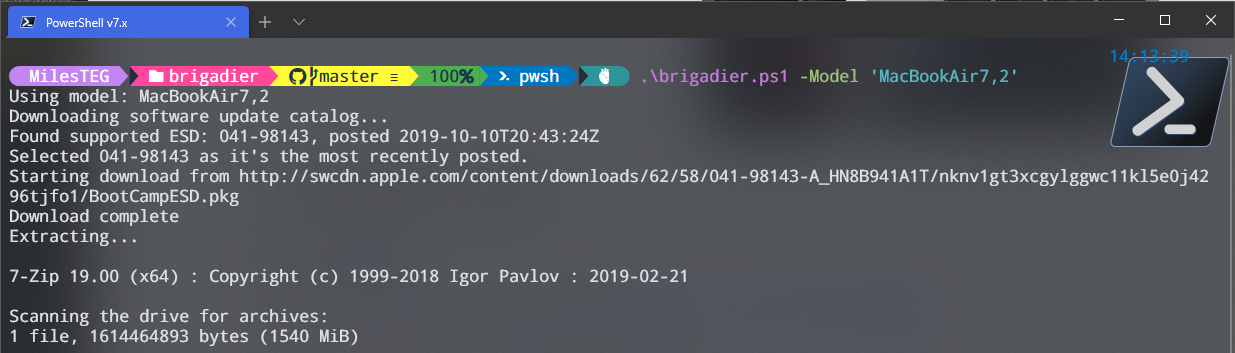 PowerShell v7.x
14:13:39
MilesTEG brigadier master ≡ 100% pwsh .\brigadier.ps1 -Model 'MacBookAir7,2'
Using model: MacBookAir7,2
Downloading software update catalog...
Found supported ESD: 041-98143, posted 2019-10-10T20:43:24Z
Selected 041-98143 as it's the most recently posted.
Starting download from http://swcdn.apple.com/content/downloads/62/58/041-98143-A_HN8B941A1T/nknv1gt3xcgylggwc11kl5e0j42
96tjfo1/BootCampESD.pkg
Download complete
Extracting...
7-Zip 19.00 (x64) : Copyright (c) 1999-2018 Igor Pavlov : 2019-02-21
Scanning the drive for archives:
1 file, 1614464893 bytes (1540 MiB)